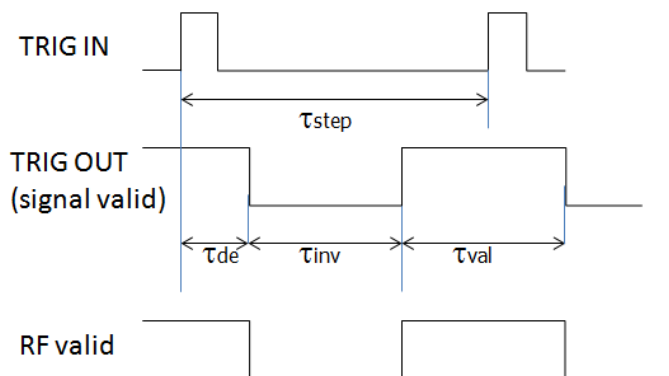 TRIG IN
τstep
TRIG OUT
(signal valid)
τde
τinv
τval
RF valid